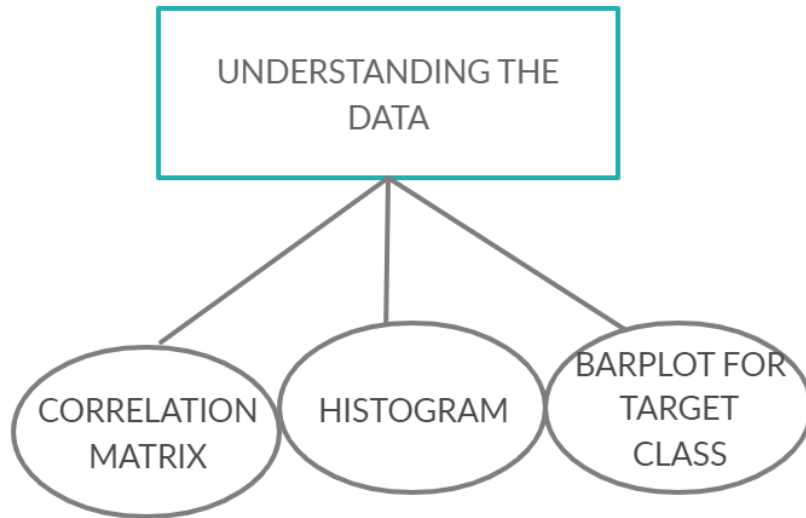 UNDERSTANDING THE
DATA
CORRELATION
MATRIX
HISTOGRAM
BARPLOT FOR
TARGET
CLASS